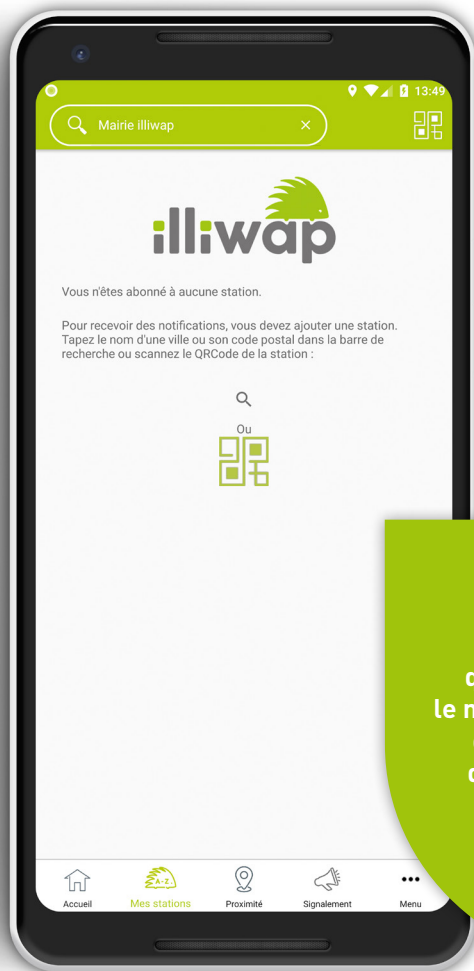 13:49
Mairie illiwap
illiwap
Vous n'êtes abonné à aucune station.
Pour recevoir des notifications, vous devez ajouter une station.
Tapez le nom d'une ville ou son code postal dans la barre de
recherche ou scannez le QRCode de la station :
Ou
le
A-Z
Accueil
Mes stations
Proximité
Signalement
Menu